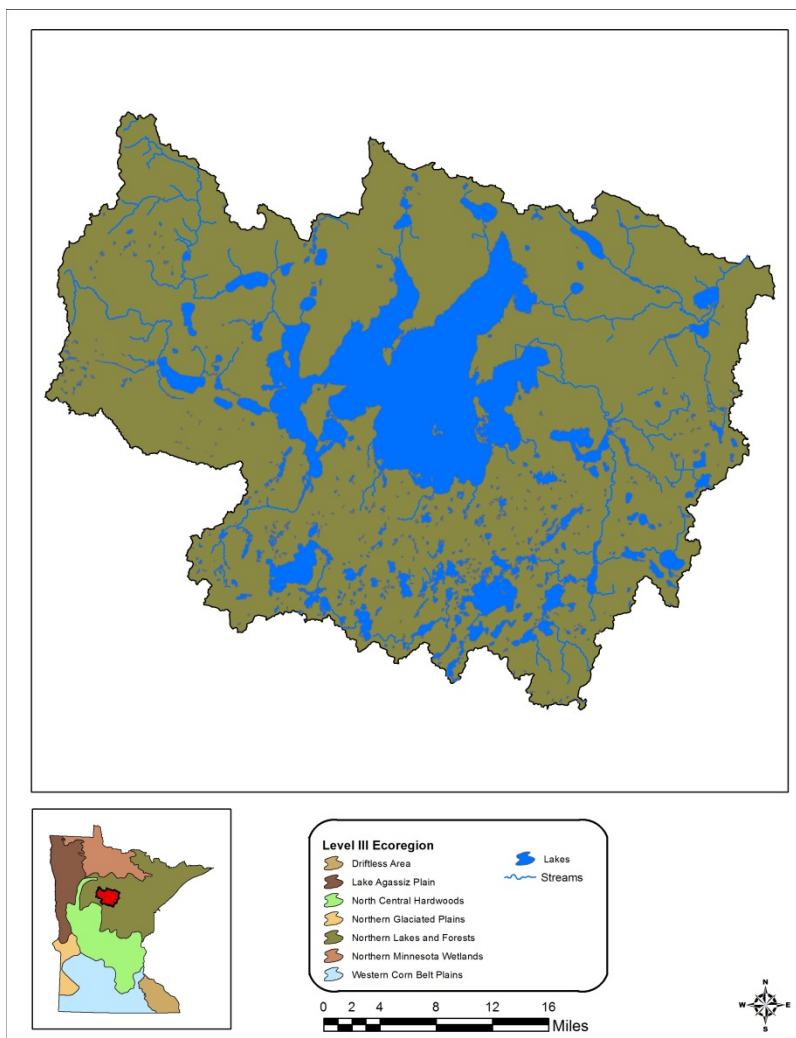 Level III Ecoregion
Driftless Area
Lake Agassiz Plain
North Central Hardwoods
Northern Glaciated Plains
Northern Lakes and Forests
Northern Minnesota Wetlands
Western Corn Belt Plains
Lakes
Streams
0 2 4 8 12 16
Miles
N
W E
S